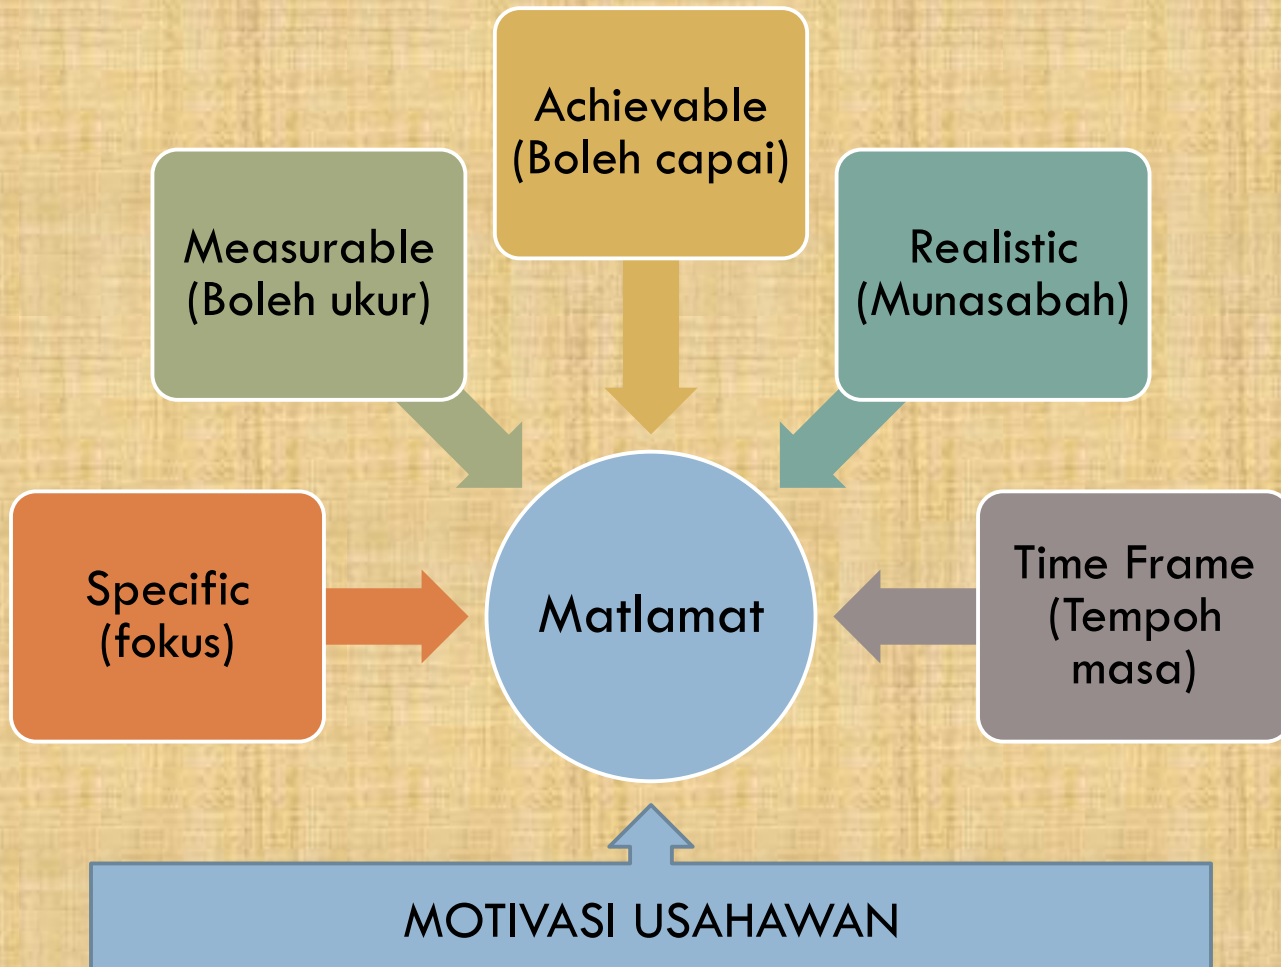 Achievable
(Boleh capai)
Measurable
(Boleh ukur)
Realistic
(Munasabah)
Specific
(fokus)
Matlamat
Time Frame
(Tempoh
masa)
MOTIVASI USAHAWAN